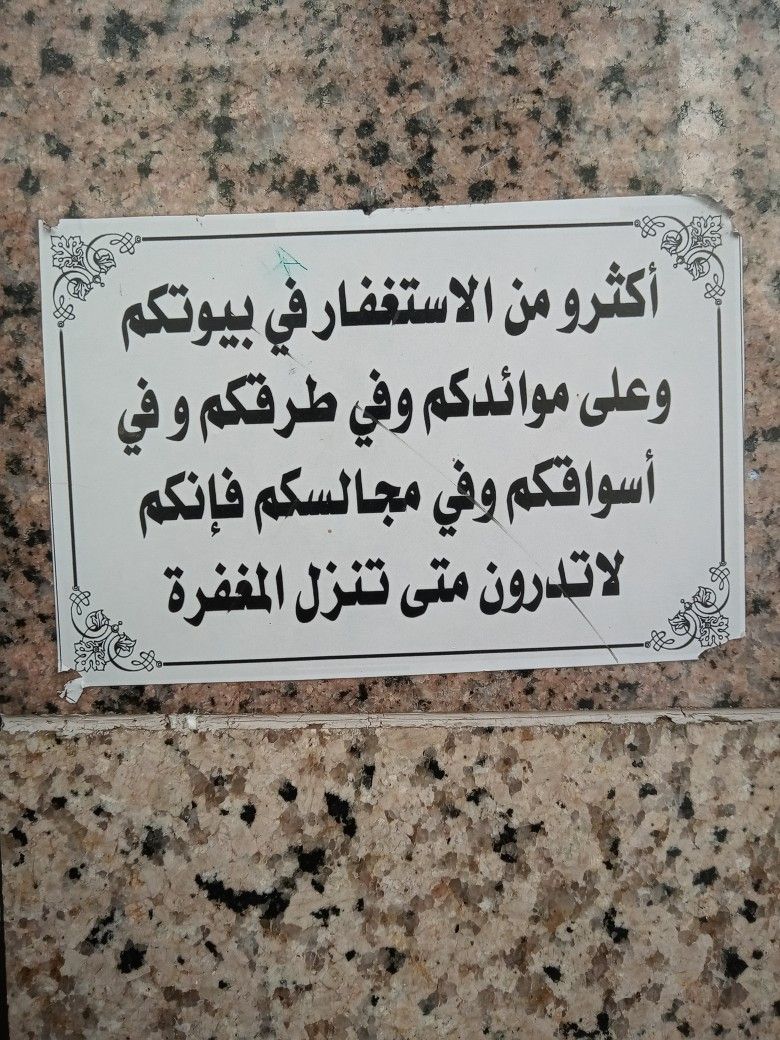 أكثرو من الاستغفار في بيوتكم
وعلى موائدكم وفي طرقكم و في
أسواقكم وفي مجالسكم فإنكم
لاتدرون متى تنزل المغفرة